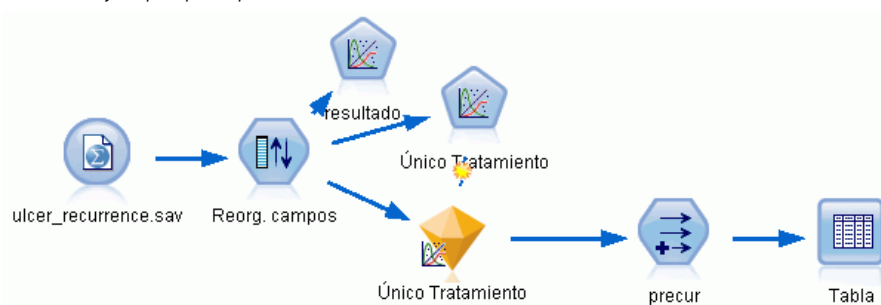 resultado
Único Tratamiento
ulcer_recurrence.sav
Reorg. campos
Único Tratamiento
precur
Tabla